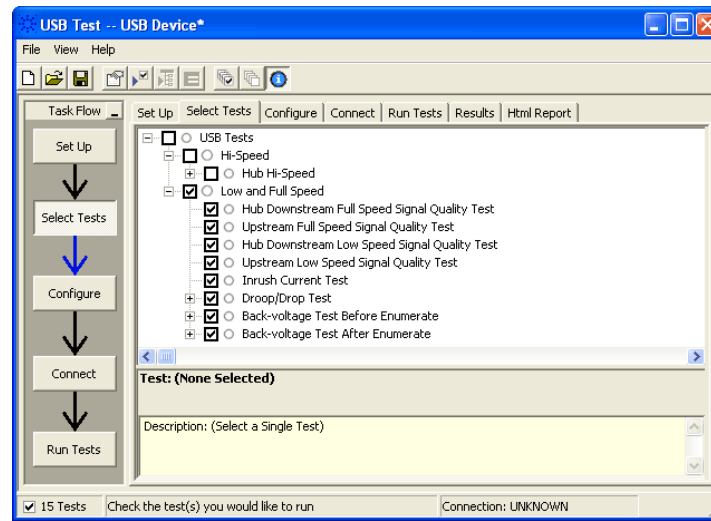 USB Test -- USB Device*
File View Help
Task Flow
Set Up Select Tests Configure Connect Run Tests Results Html Report
Set Up
Select Tests
Configure
Connect
Run Tests
USB Tests
Hi-Speed
Hub Hi-Speed
Low and Full Speed
Hub Downstream Full Speed Signal Quality Test
Upstream Full Speed Signal Quality Test
Hub Downstream Low Speed Signal Quality Test
Upstream Low Speed Signal Quality Test
Inrush Current Test
Droop/Drop Test
Back-voltage Test Before Enumerate
Back-voltage Test After Enumerate
Test: (None Selected)
Description: (Select a Single Test)
15 Tests Check the test(s) you would like to run Connection: UNKNOWN